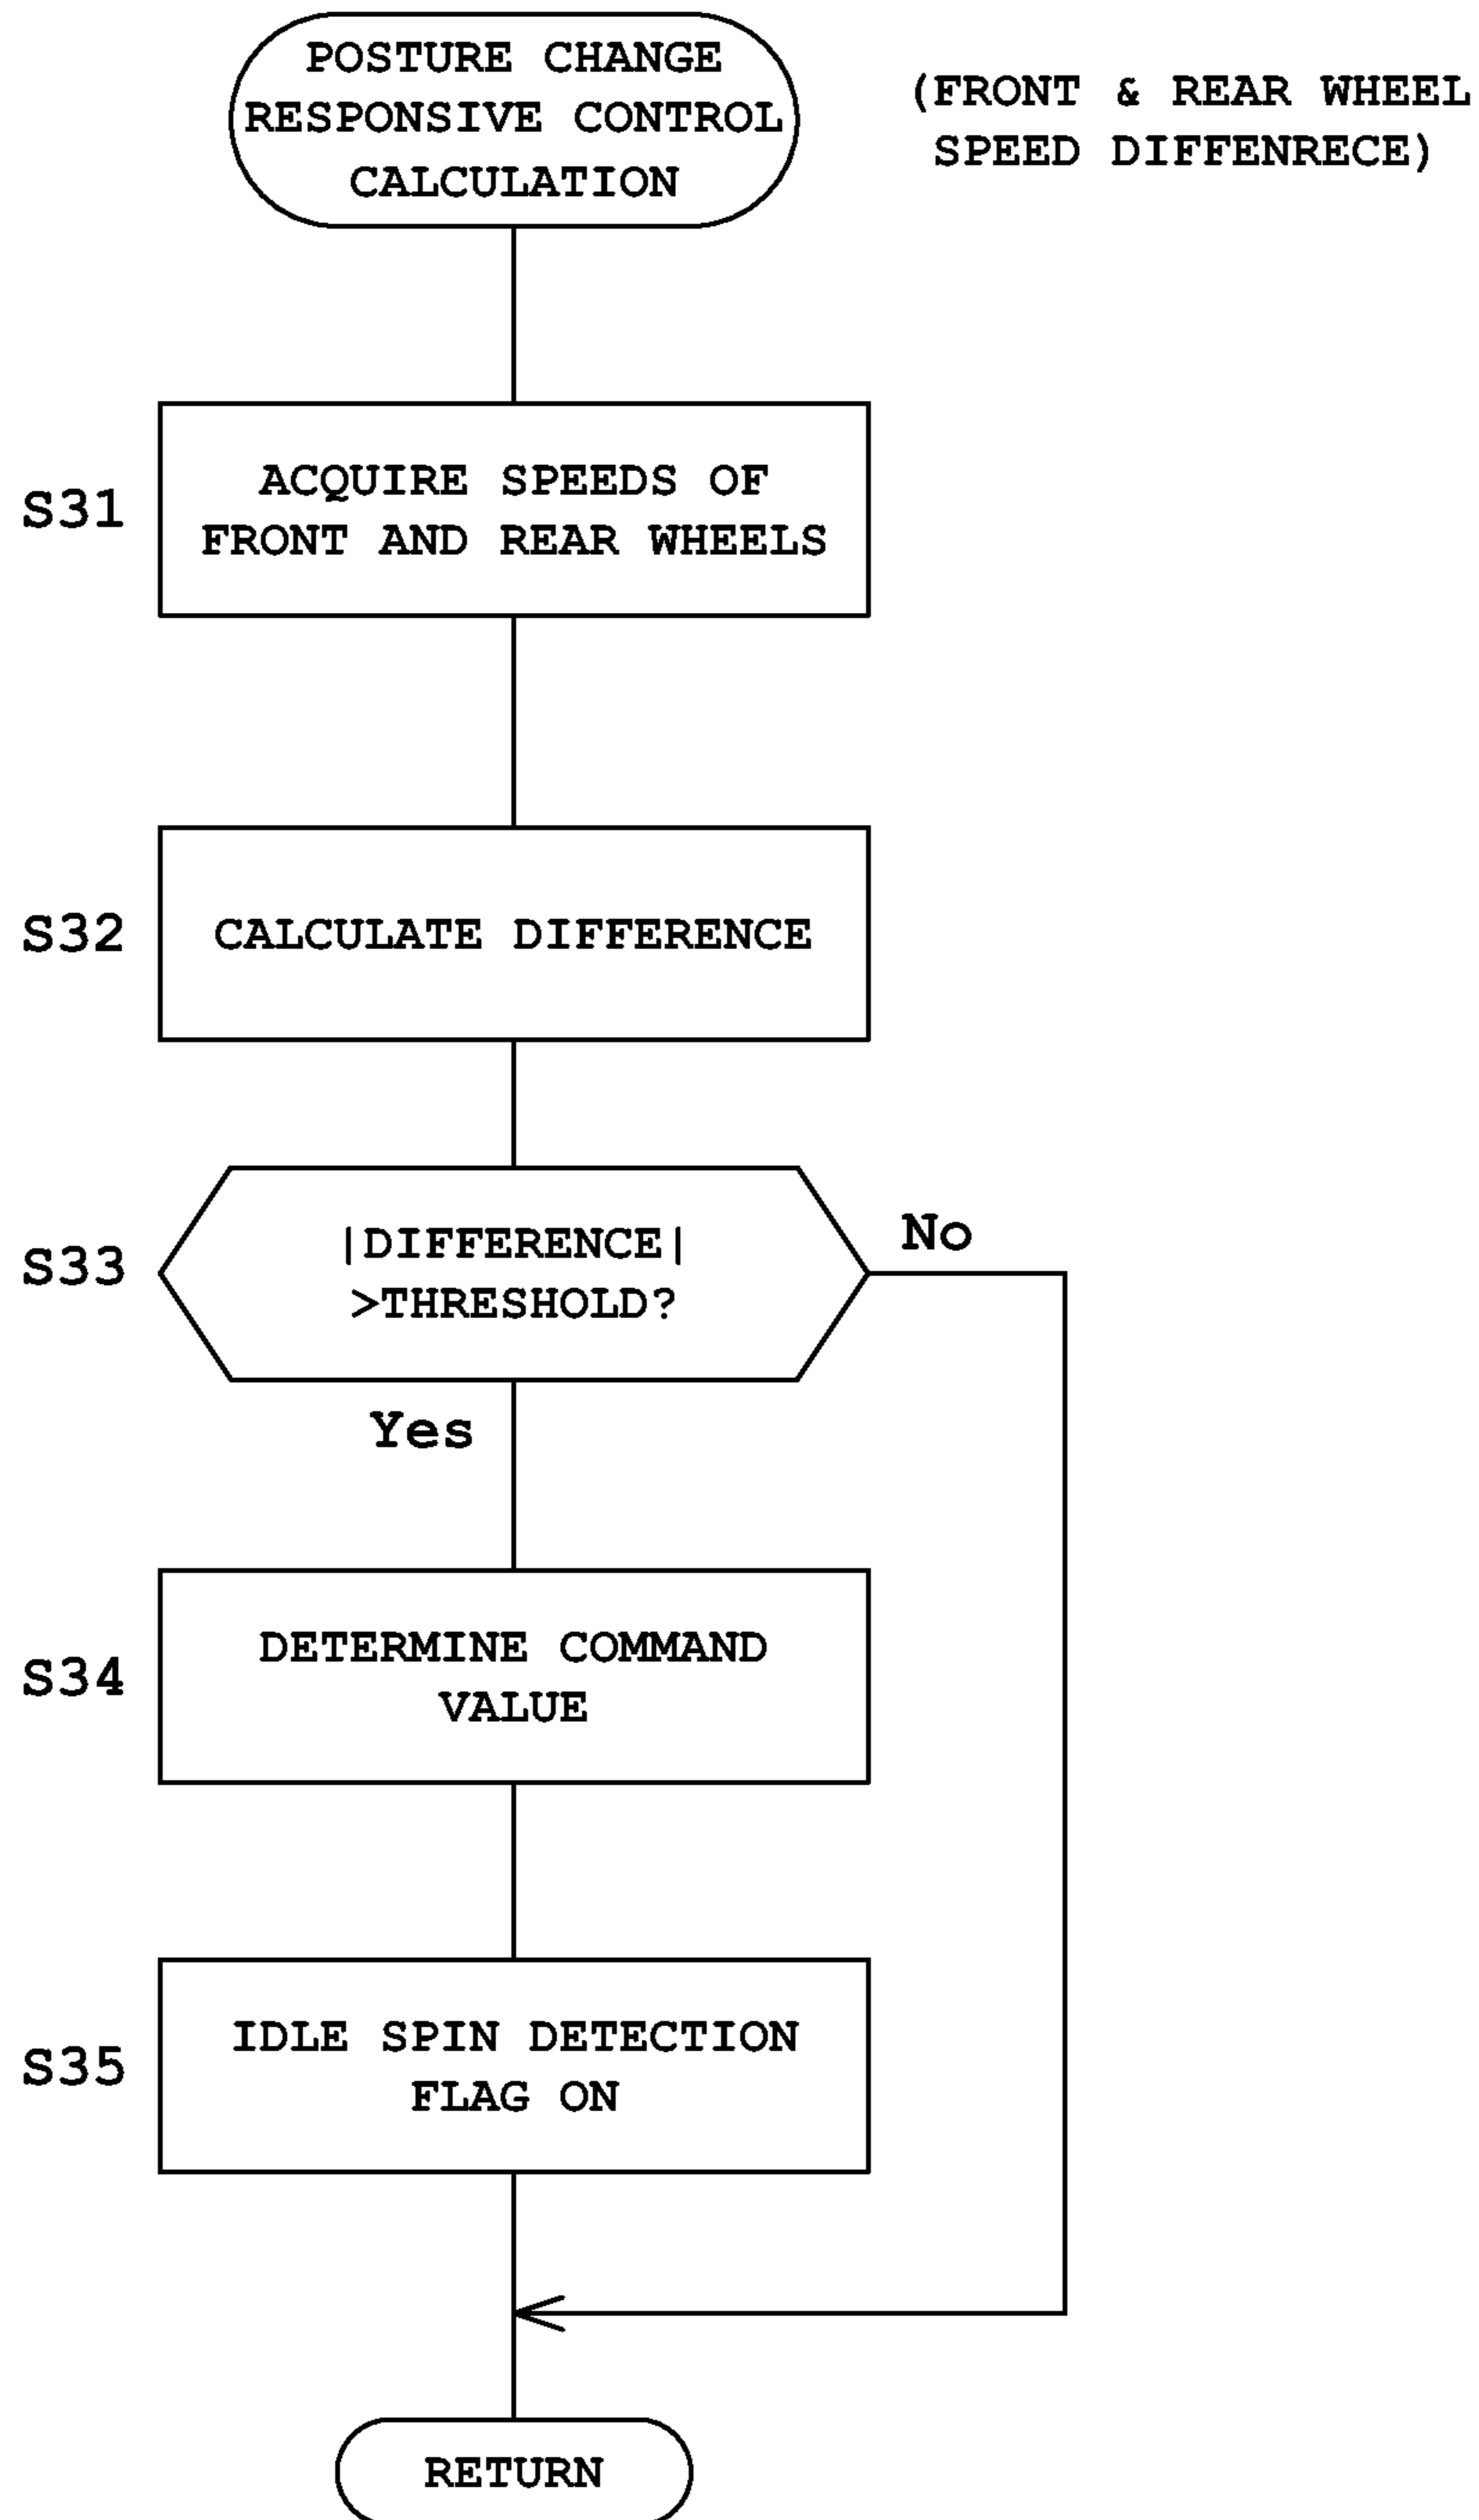 POSTURE CHANGE
RESPONSIVE CONTROL
CALCULATION
(FRONT & REAR WHEEL
SPEED DIFFENRECE)
S31
ACQUIRE SPEEDS OF
FRONT AND REAR WHEELS
S32
CALCULATE DIFFERENCE
S33
|DIFFERENCE|
>THRESHOLD?
No
Yes
S34
DETERMINE COMMAND
VALUE
S35
IDLE SPIN DETECTION
FLAG ON
RETURN